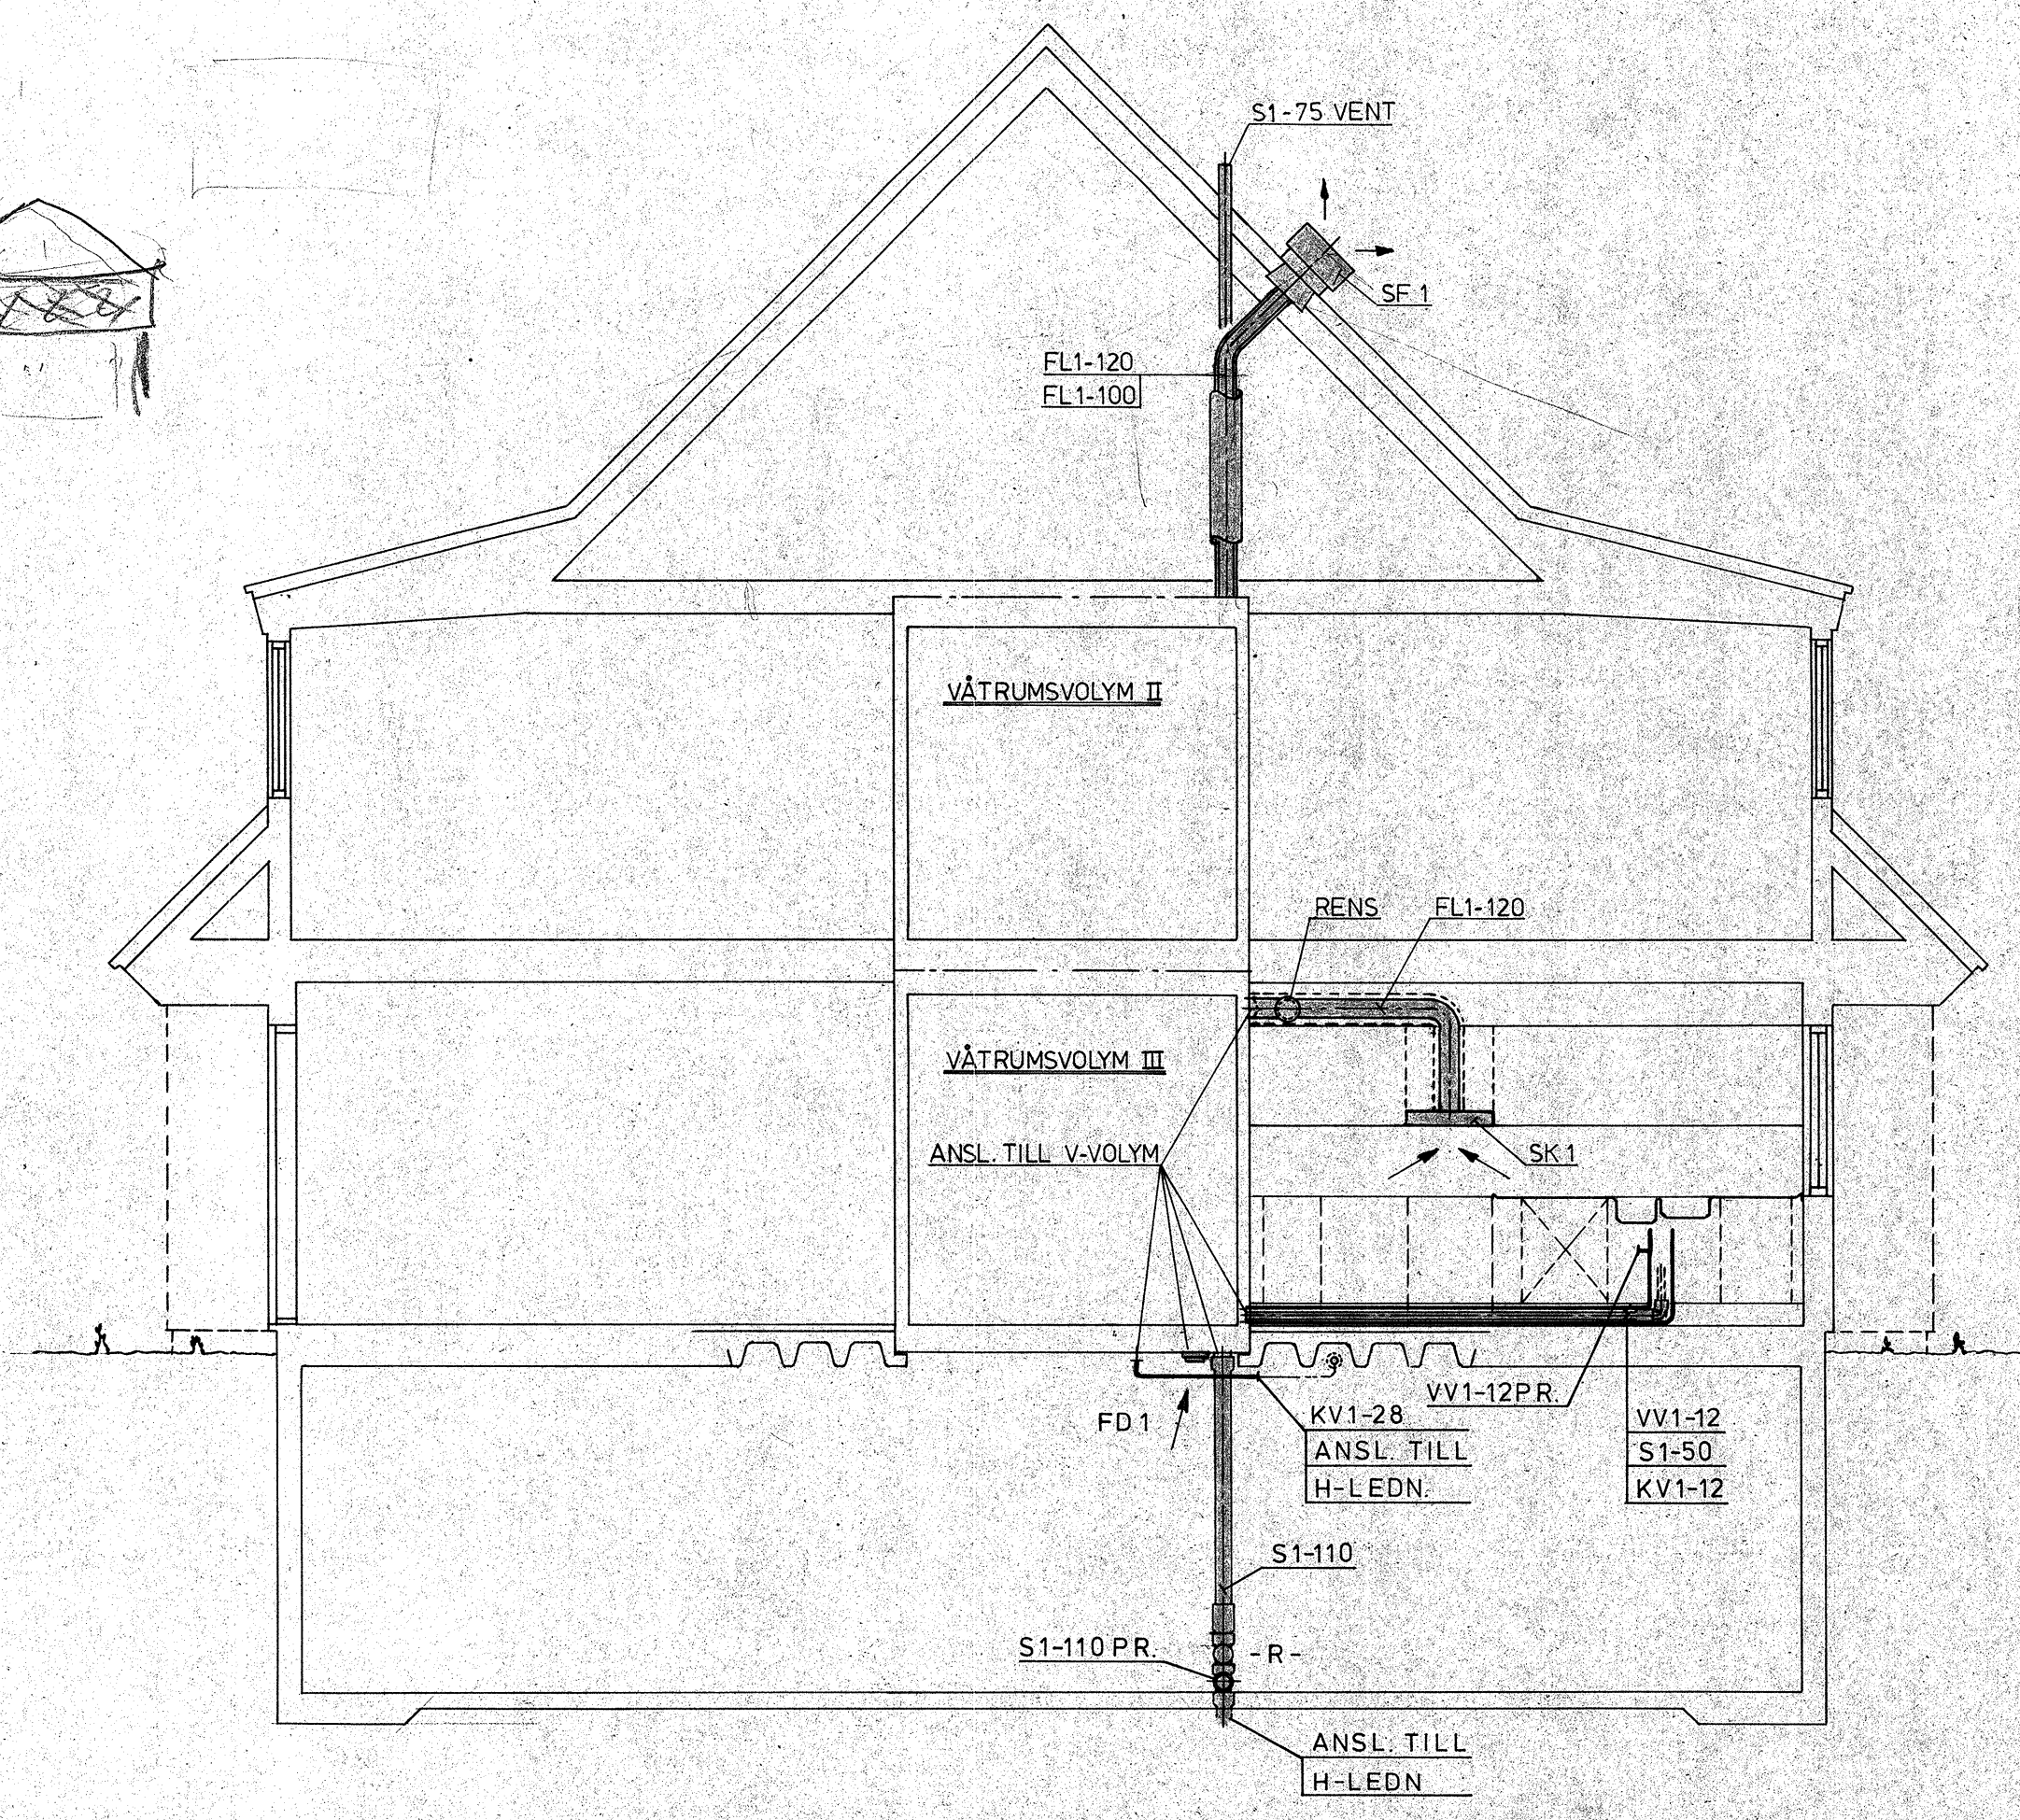 S1-75 VENT
SF 1
FL1-120
FL1-100
VÅTRUMSVOLYM II
RENS
FL1-120
VÅTRUMSVOLYM III
ANSL. TILL V-VOLYM
SK 1
VV1-12 PR.
FD 1
KV1-28
ANSL. TILL
H-LEDN.
VV1-12
S1-50
KV1-12
S1-110
S1-110 PR.
-R-
ANSL. TILL
H-LEDN